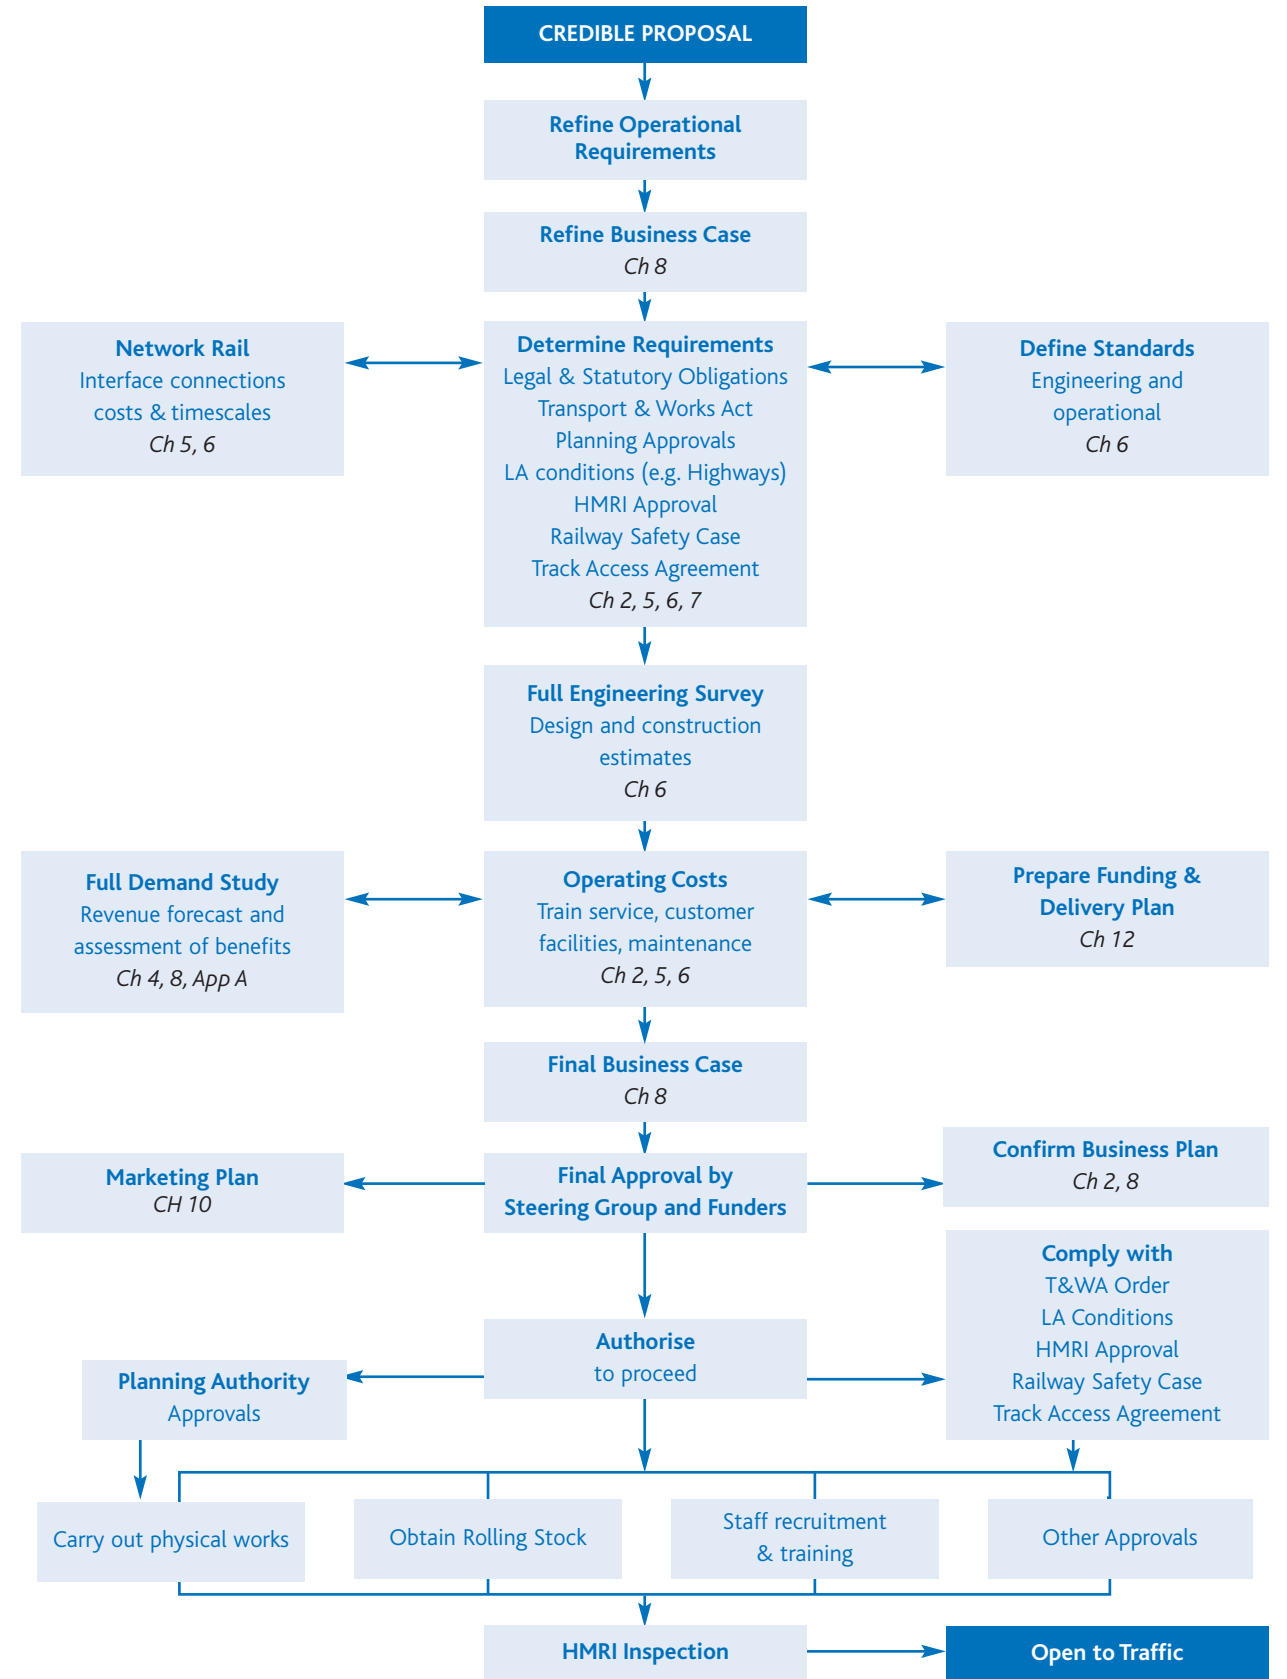 CREDIBLE PROPOSAL
Refine Operational
Requirements
Refine Business Case
Ch 8
Network Rail
Interface connections
costs & timescales
Ch 5, 6
Determine Requirements
Legal & Statutory Obligations
Transport & Works Act
Planning Approvals
LA conditions (e.g. Highways)
HMRI Approval
Railway Safety Case
Track Access Agreement
Ch 2, 5, 6, 7
Define Standards
Engineering and
operational
Ch 6
Full Engineering Survey
Design and construction
estimates
Ch 6
Full Demand Study
Revenue forecast and
assessment of benefits
Ch 4, 8, App A
Operating Costs
Train service, customer
facilities, maintenance
Ch 2, 5, 6
Prepare Funding &
Delivery Plan
Ch 12
Final Business Case
Ch 8
Marketing Plan
CH 10
Final Approval by
Steering Group and Funders
Confirm Business Plan
Ch 2, 8
Authorise
to proceed
Comply with
T&WA Order
LA Conditions
HMRI Approval
Railway Safety Case
Track Access Agreement
Planning Authority
Approvals
Carry out physical works
Obtain Rolling Stock
Staff recruitment
& training
Other Approvals
HMRI Inspection
Open to Traffic